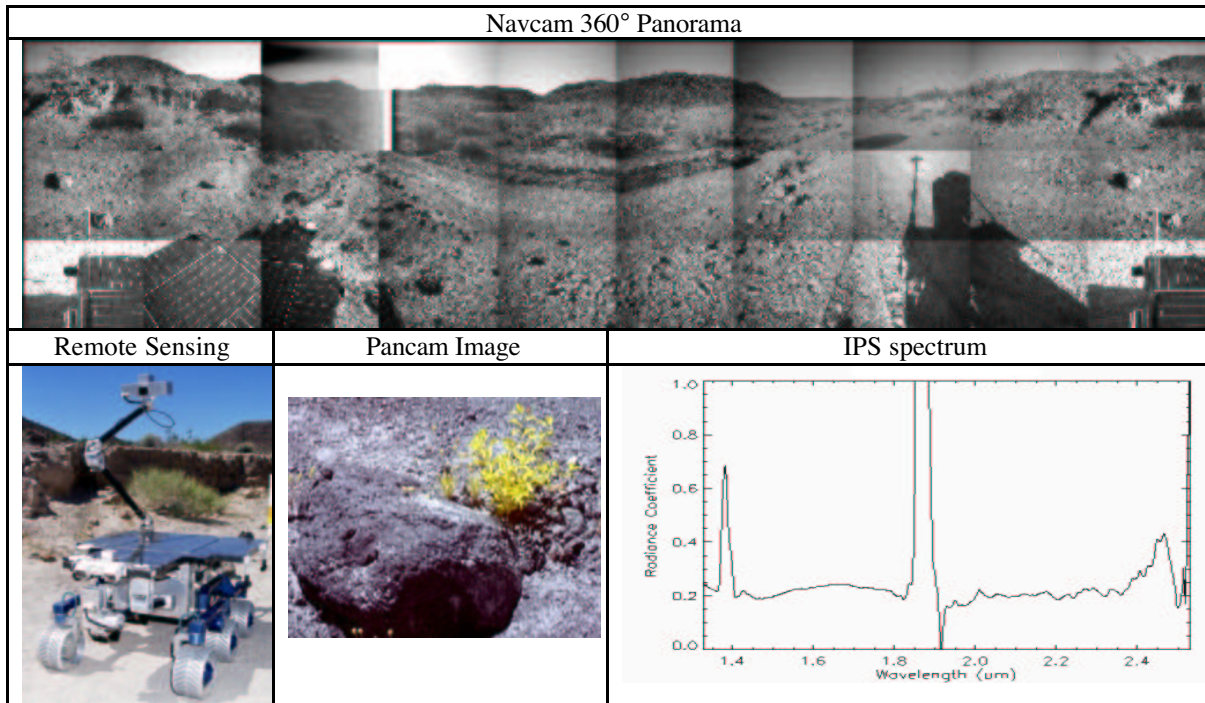 Navcam 360° Panorama
Remote Sensing
Pancam Image
IPS spectrum
Radiance Coefficient
1.0
0.8
0.6
0.4
0.2
0.0
1.4
1.6
1.8
2.0
2.2
2.4
Wavelength (um)